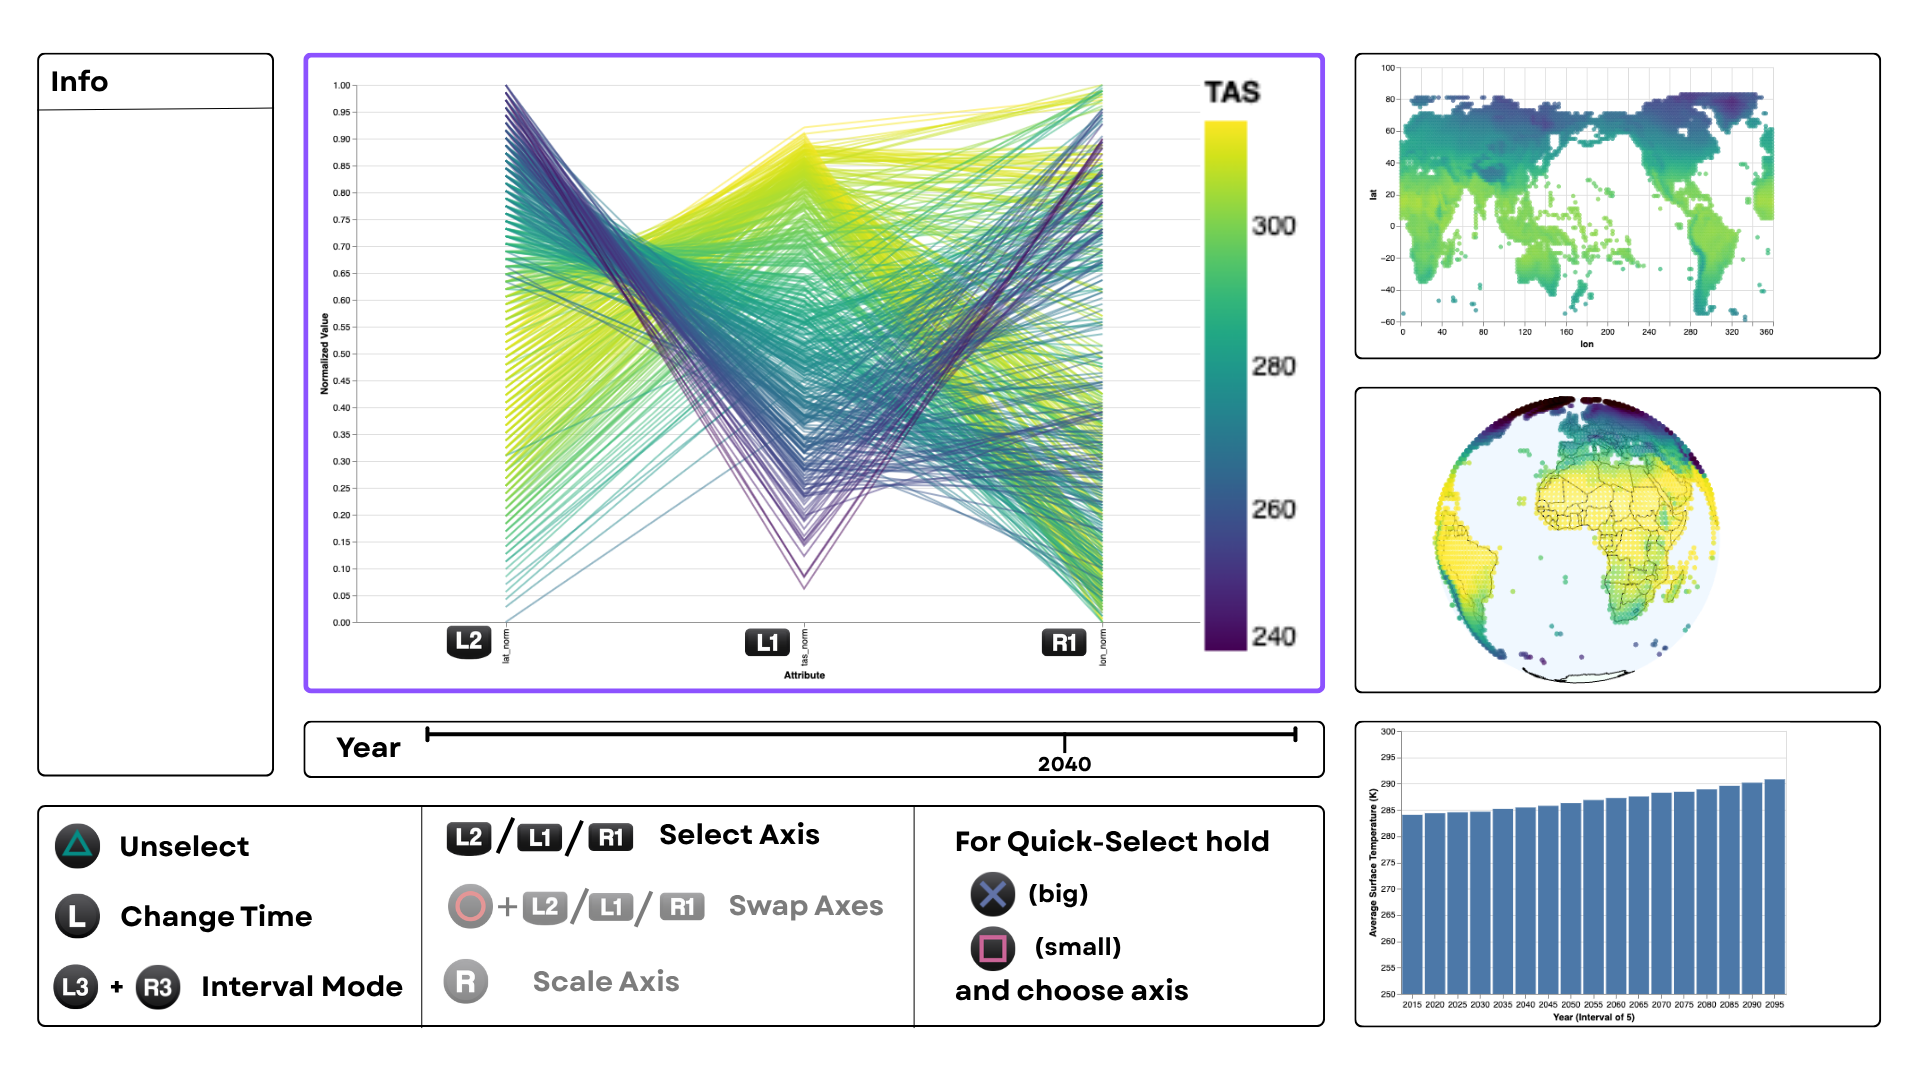 Info
1.00
0.95
0.90
0.85
0.80
0.75
0.70
0.65
0.60
0.55
0.50
0.45
0.40
0.35
0.30
0.25
0.20
0.15
0.10
0.05
0.00
Normalized Value
L2
lat_norm
L1
tas_norm
R1
lon_norm
Attribute
TAS
300
280
260
240
100
80
60
40
20
0
−20
−40
−60
lat
0 40 80 120 160 200 240 280 320 360
lon
Year
2040
300
295
290
285
280
275
270
265
260
255
250
Average Surface Temperature (K)
2015 2020 2025 2030 2035 2040 2045 2050 2055 2060 2065 2070 2075 2080 2085 2090 2095
Year (Interval of 5)
Unselect
L Change Time
L3 + R3 Interval Mode
L2 / L1 / R1 Select Axis
+ L2 / L1 / R1 Swap Axes
R Scale Axis
For Quick-Select hold
(big)
(small)
and choose axis